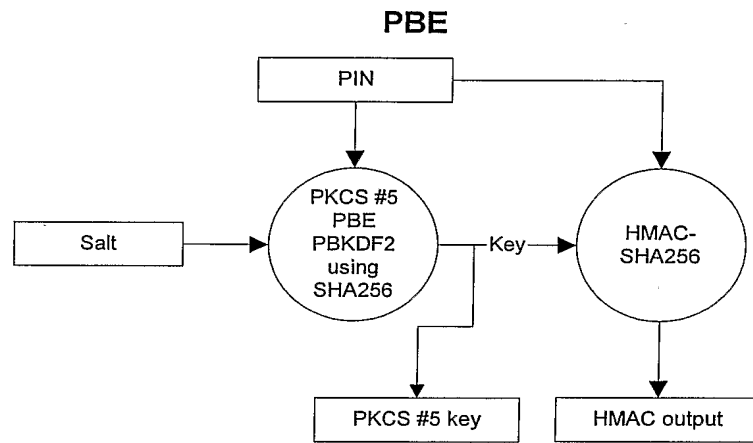 PBE
PIN
Salt
PKCS #5
PBE
PBKDF2
using
SHA256
Key
HMAC-
SHA256
PKCS #5 key
HMAC output